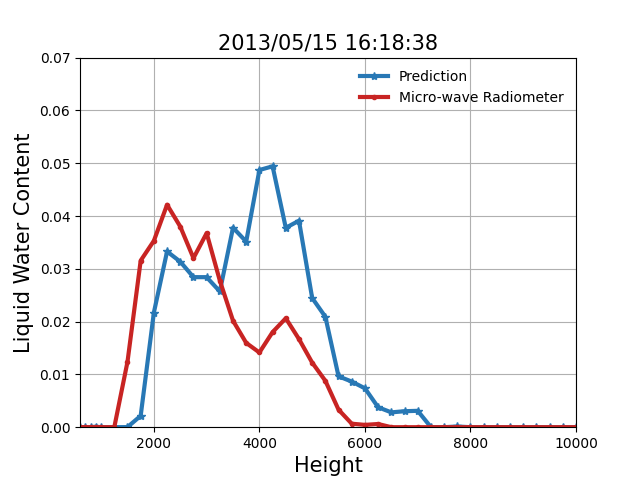 2013/05/15 16:18:38
Prediction
Micro-wave Radiometer
Liquid Water Content
0.07
0.06
0.05
0.04
0.03
0.02
0.01
0.00
2000 4000 6000 8000 10000
Height